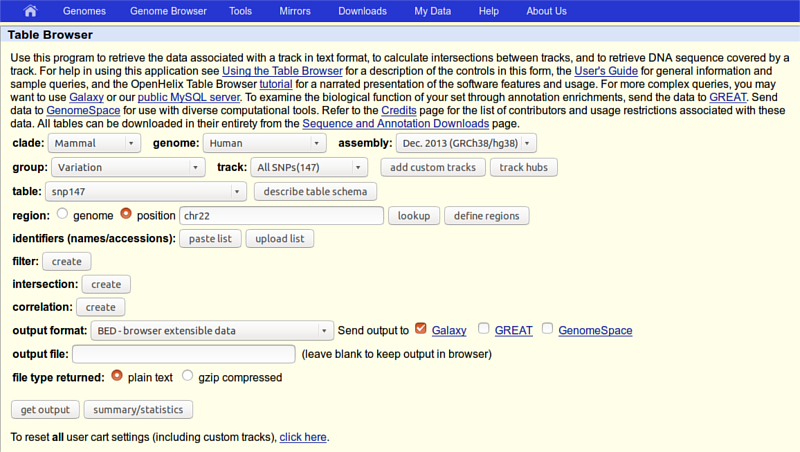 Genomes Genome Browser Tools Mirrors Downloads My Data Help About Us
Table Browser
Use this program to retrieve the data associated with a track in text format, to calculate intersections between tracks, and to retrieve DNA sequence covered by a
track. For help in using this application see Using the Table Browser for a description of the controls in this form, the User's Guide for general information and
sample queries, and the OpenHelix Table Browser tutorial for a narrated presentation of the software features and usage. For more complex queries, you may
want to use Galaxy or our public MySQL server. To examine the biological function of your set through annotation enrichments, send the data to GREAT. Send
data to GenomeSpace for use with diverse computational tools. Refer to the Credits page for the list of contributors and usage restrictions associated with these
data. All tables can be downloaded in their entirety from the Sequence and Annotation Downloads page.
clade: Mammal genome: Human assembly: Dec. 2013 (GRCh38/hg38)
group: Variation track: All SNPs(147) add custom tracks track hubs
table: snp147 describe table schema
region: genome position chr22 lookup define regions
identifiers (names/accessions): paste list upload list
filter: create
intersection: create
correlation: create
output format: BED - browser extensible data Send output to Galaxy GREAT GenomeSpace
output file: (leave blank to keep output in browser)
file type returned: plain text gzip compressed
get output summary/statistics
To reset all user cart settings (including custom tracks), click here.